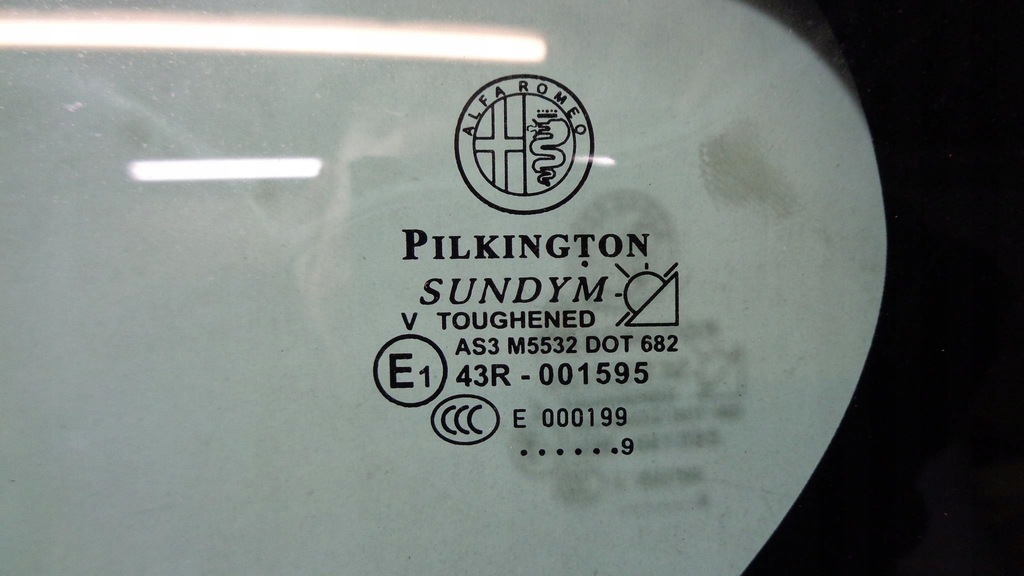 ALFA ROMEO
PILKINGTON
SUNDYM
V TOUGHENED
AS3 M5532 DOT 682
E1 43R - 001595
CCC E 000199
......9